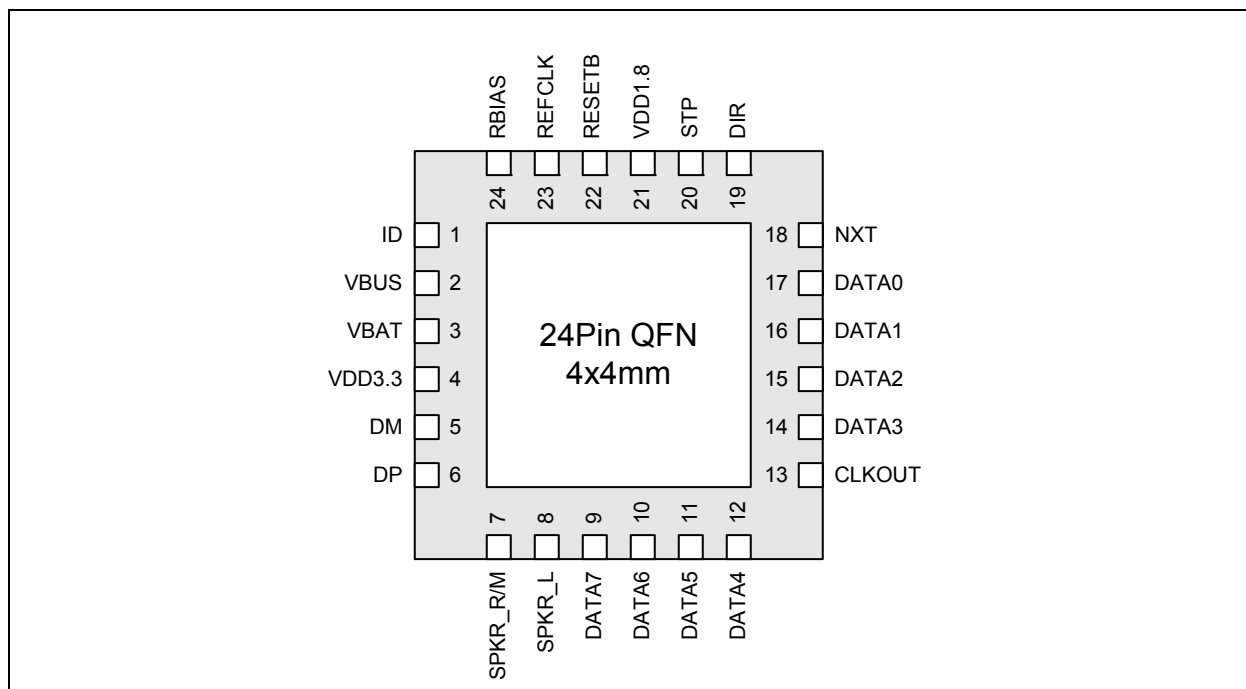 RBIAS
REFCLK
RESETB
VDD1.8
STP
DIR
24
23
22
21
20
19
ID 1
VBUS 2
VBAT 3
VDD3.3 4
DM 5
DP 6
24Pin QFN
4x4mm
18 NXT
17 DATA0
16 DATA1
15 DATA2
14 DATA3
13 CLKOUT
7
8
9
10
11
12
SPKR_R/M
SPKR_L
DATA7
DATA6
DATA5
DATA4